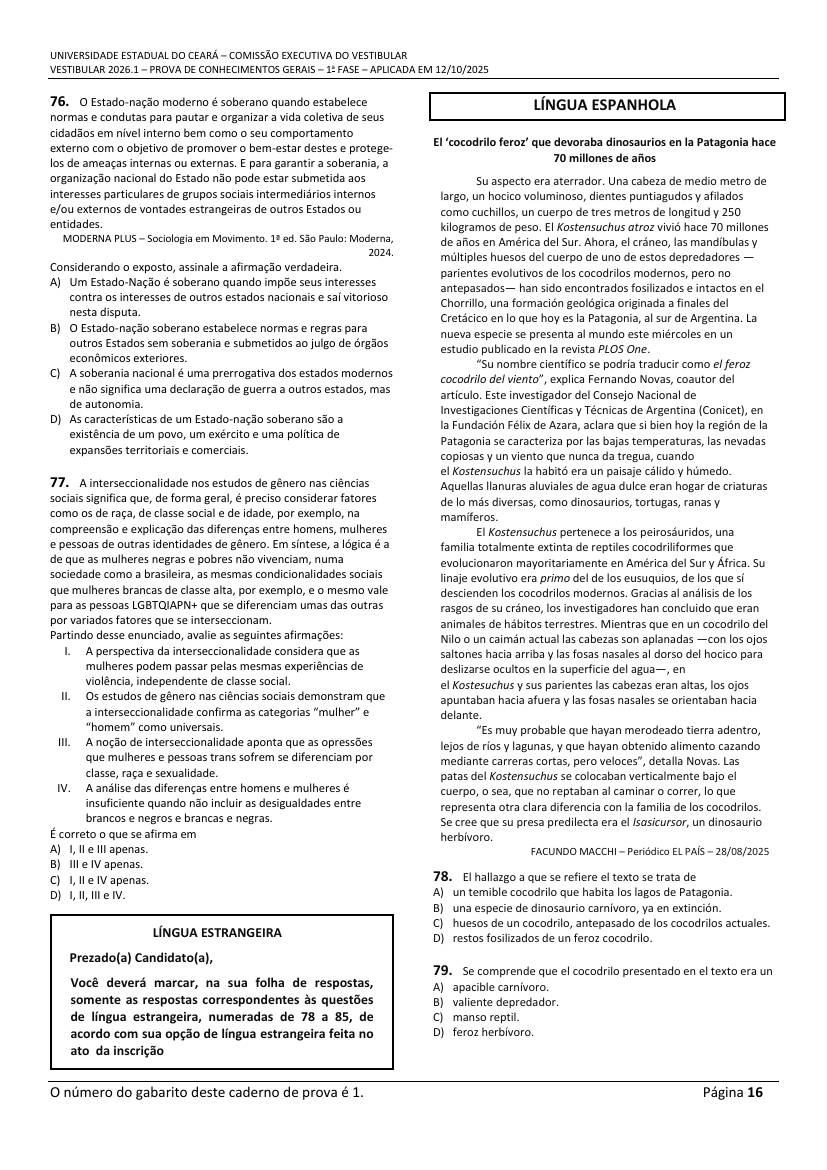 UNIVERSIDADE ESTADUAL DO CEARÁ – COMISSÃO EXECUTIVA DO VESTIBULAR
VESTIBULAR 2026.1 – PROVA DE CONHECIMENTOS GERAIS – 1ª FASE – APLICADA EM 12/10/2025
76. O Estado-nação moderno é soberano quando estabelece
normas e condutas para pautar e organizar a vida coletiva de seus
cidadãos em nível interno bem como o seu comportamento
externo com o objetivo de promover o bem-estar destes e protege-
los de ameaças internas ou externas. E para garantir a soberania, a
organização nacional do Estado não pode estar submetida aos
interesses particulares de grupos sociais intermediários internos
e/ou externos de vontades estrangeiras de outros Estados ou
entidades.
MODERNA PLUS – Sociologia em Movimento. 1ª ed. São Paulo: Moderna,
2024.
Considerando o exposto, assinale a afirmação verdadeira.
A) Um Estado-Nação é soberano quando impõe seus interesses
contra os interesses de outros estados nacionais e saí vitorioso
nesta disputa.
B) O Estado-nação soberano estabelece normas e regras para
outros Estados sem soberania e submetidos ao julgo de órgãos
econômicos exteriores.
C) A soberania nacional é uma prerrogativa dos estados modernos
e não significa uma declaração de guerra a outros estados, mas
de autonomia.
D) As características de um Estado-nação soberano são a
existência de um povo, um exército e uma política de
expansões territoriais e comerciais.
77. A interseccionalidade nos estudos de gênero nas ciências
sociais significa que, de forma geral, é preciso considerar fatores
como os de raça, de classe social e de idade, por exemplo, na
compreensão e explicação das diferenças entre homens, mulheres
e pessoas de outras identidades de gênero. Em síntese, a lógica é a
de que as mulheres negras e pobres não vivenciam, numa
sociedade como a brasileira, as mesmas condicionalidades sociais
que mulheres brancas de classe alta, por exemplo, e o mesmo vale
para as pessoas LGBTQIAPN+ que se diferenciam umas das outras
por variados fatores que se interseccionam.
Partindo desse enunciado, avalie as seguintes afirmações:
I. A perspectiva da interseccionalidade considera que as
mulheres podem passar pelas mesmas experiências de
violência, independente de classe social.
II. Os estudos de gênero nas ciências sociais demonstram que
a interseccionalidade confirma as categorias “mulher” e
“homem” como universais.
III. A noção de interseccionalidade aponta que as opressões
que mulheres e pessoas trans sofrem se diferenciam por
classe, raça e sexualidade.
IV. A análise das diferenças entre homens e mulheres é
insuficiente quando não incluir as desigualdades entre
brancos e negros e brancas e negras.
É correto o que se afirma em
A) I, II e III apenas.
B) III e IV apenas.
C) I, II e IV apenas.
D) I, II, III e IV.
LÍNGUA ESTRANGEIRA
Prezado(a) Candidato(a),
Você deverá marcar, na sua folha de respostas,
somente as respostas correspondentes às questões
de língua estrangeira, numeradas de 78 a 85, de
acordo com sua opção de língua estrangeira feita no
ato da inscrição
LÍNGUA ESPANHOLA
El ‘cocodrilo feroz’ que devoraba dinosaurios en la Patagonia hace
70 millones de años
Su aspecto era aterrador. Una cabeza de medio metro de
largo, un hocico voluminoso, dientes puntiagudos y afilados
como cuchillos, un cuerpo de tres metros de longitud y 250
kilogramos de peso. El Kostensuchus atroz vivió hace 70 millones
de años en América del Sur. Ahora, el cráneo, las mandíbulas y
múltiples huesos del cuerpo de uno de estos depredadores —
parientes evolutivos de los cocodrilos modernos, pero no
antepasados— han sido encontrados fosilizados e intactos en el
Chorrillo, una formación geológica originada a finales del
Cretácico en lo que hoy es la Patagonia, al sur de Argentina. La
nueva especie se presenta al mundo este miércoles en un
estudio publicado en la revista PLOS One.
“Su nombre científico se podría traducir como el feroz
cocodrilo del viento”, explica Fernando Novas, coautor del
artículo. Este investigador del Consejo Nacional de
Investigaciones Científicas y Técnicas de Argentina (Conicet), en
la Fundación Félix de Azara, aclara que si bien hoy la región de la
Patagonia se caracteriza por las bajas temperaturas, las nevadas
copiosas y un viento que nunca da tregua, cuando
el Kostensuchus la habitó era un paisaje cálido y húmedo.
Aquellas llanuras aluviales de agua dulce eran hogar de criaturas
de lo más diversas, como dinosaurios, tortugas, ranas y
mamíferos.
El Kostensuchus pertenece a los peirosáuridos, una
familia totalmente extinta de reptiles cocodriliformes que
evolucionaron mayoritariamente en América del Sur y África. Su
linaje evolutivo era primo del de los eusuquios, de los que sí
descienden los cocodrilos modernos. Gracias al análisis de los
rasgos de su cráneo, los investigadores han concluido que eran
animales de hábitos terrestres. Mientras que en un cocodrilo del
Nilo o un caimán actual las cabezas son aplanadas —con los ojos
saltones hacia arriba y las fosas nasales al dorso del hocico para
deslizarse ocultos en la superficie del agua—, en
el Kostesuchus y sus parientes las cabezas eran altas, los ojos
apuntaban hacia afuera y las fosas nasales se orientaban hacia
delante.
“Es muy probable que hayan merodeado tierra adentro,
lejos de ríos y lagunas, y que hayan obtenido alimento cazando
mediante carreras cortas, pero veloces”, detalla Novas. Las
patas del Kostensuchus se colocaban verticalmente bajo el
cuerpo, o sea, que no reptaban al caminar o correr, lo que
representa otra clara diferencia con la familia de los cocodrilos.
Se cree que su presa predilecta era el Isasicursor, un dinosaurio
herbívoro.
FACUNDO MACCHI – Periódico EL PAÍS – 28/08/2025
78. El hallazgo a que se refiere el texto se trata de
A) un temible cocodrilo que habita los lagos de Patagonia.
B) una especie de dinosaurio carnívoro, ya en extinción.
C) huesos de un cocodrilo, antepasado de los cocodrilos actuales.
D) restos fosilizados de un feroz cocodrilo.
79. Se comprende que el cocodrilo presentado en el texto era un
A) apacible carnívoro.
B) valiente depredador.
C) manso reptil.
D) feroz herbívoro.
O número do gabarito deste caderno de prova é 1.
Página 16